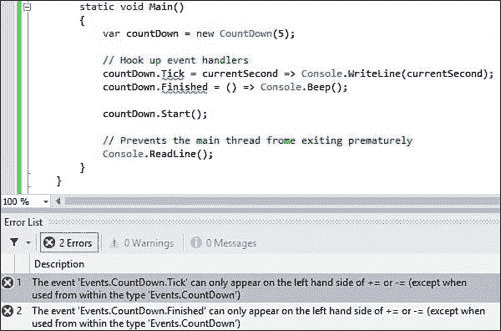 static void Main()
{
var countDown = new CountDown(5);
// Hook up event handlers
countDown.Tick = currentSecond => Console.WriteLine(currentSecond);
countDown.Finished = () => Console.Beep();
countDown.Start();
// Prevents the main thread frome exiting prematurely
Console.ReadLine();
}
}
100 %
Error List
2 Errors
0 Warnings
0 Messages
Description
1 The event 'Events.CountDown.Tick' can only appear on the left hand side of += or -= (except when
used from within the type 'Events.CountDown')
2 The event 'Events.CountDown.Finished' can only appear on the left hand side of += or -= (except when
used from within the type 'Events.CountDown')